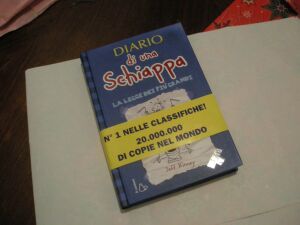 DIARIO
di una
Schiappa
LA LEGGE DEI PIÙ GRANDI
N° 1 NELLE CLASSIFICHE!
20.000.000
DI COPIE NEL MONDO
Jeff Kinney